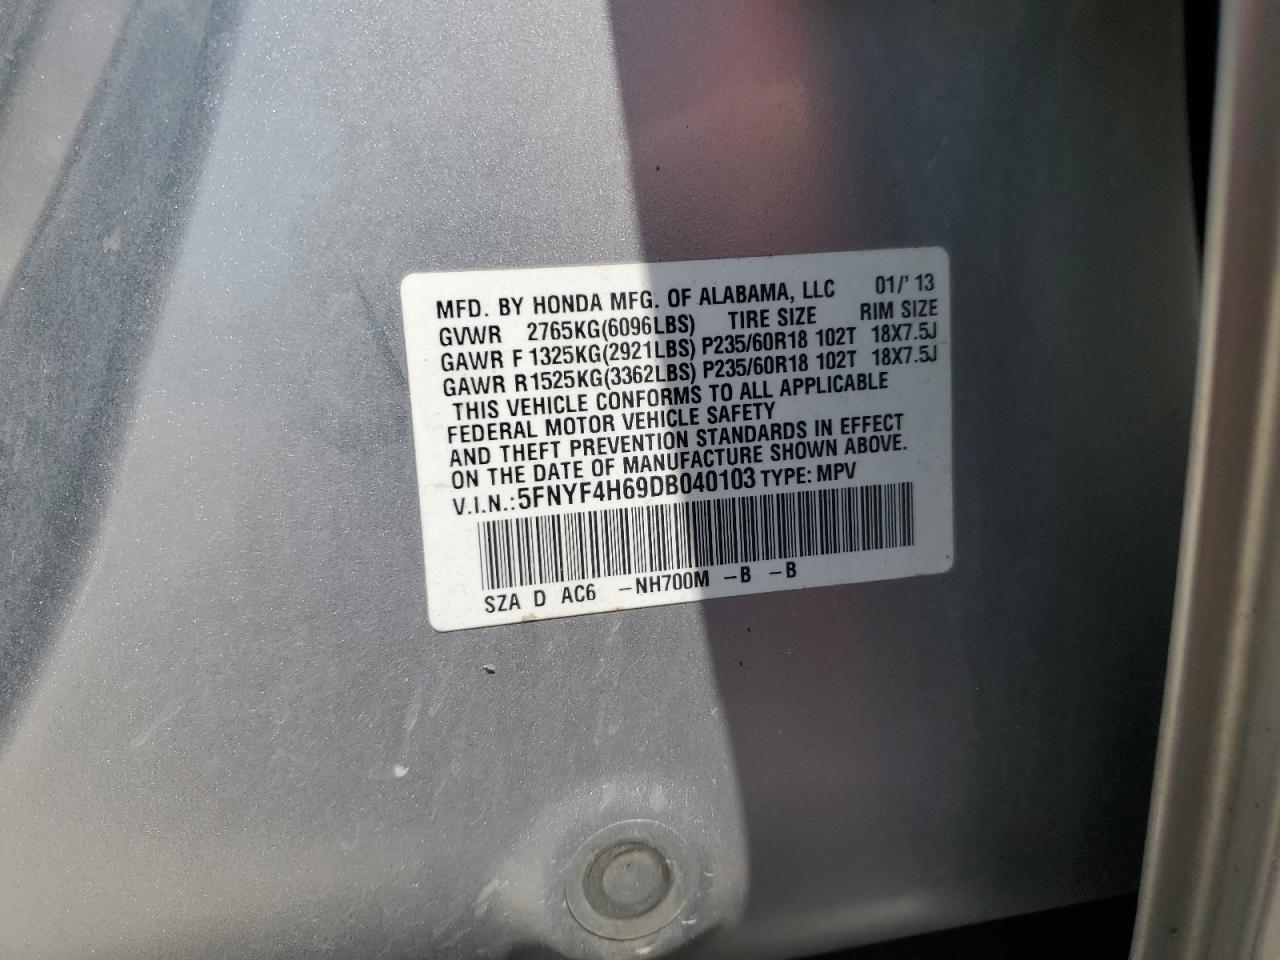 MFD. BY HONDA MFG. OF ALABAMA, LLC 01/'13
GVWR 2765KG(6096LBS) TIRE SIZE RIM SIZE
GAWR F 1325KG(2921LBS) P235/60R18 102T 18X7.5J
GAWR R1525KG(3362LBS) P235/60R18 102T 18X7.5J
THIS VEHICLE CONFORMS TO ALL APPLICABLE
FEDERAL MOTOR VEHICLE SAFETY
AND THEFT PREVENTION STANDARDS IN EFFECT
ON THE DATE OF MANUFACTURE SHOWN ABOVE.
V.I.N.:5FNYF4H69DB040103 TYPE: MPV
SZA D AC6 -NH700M -B -B